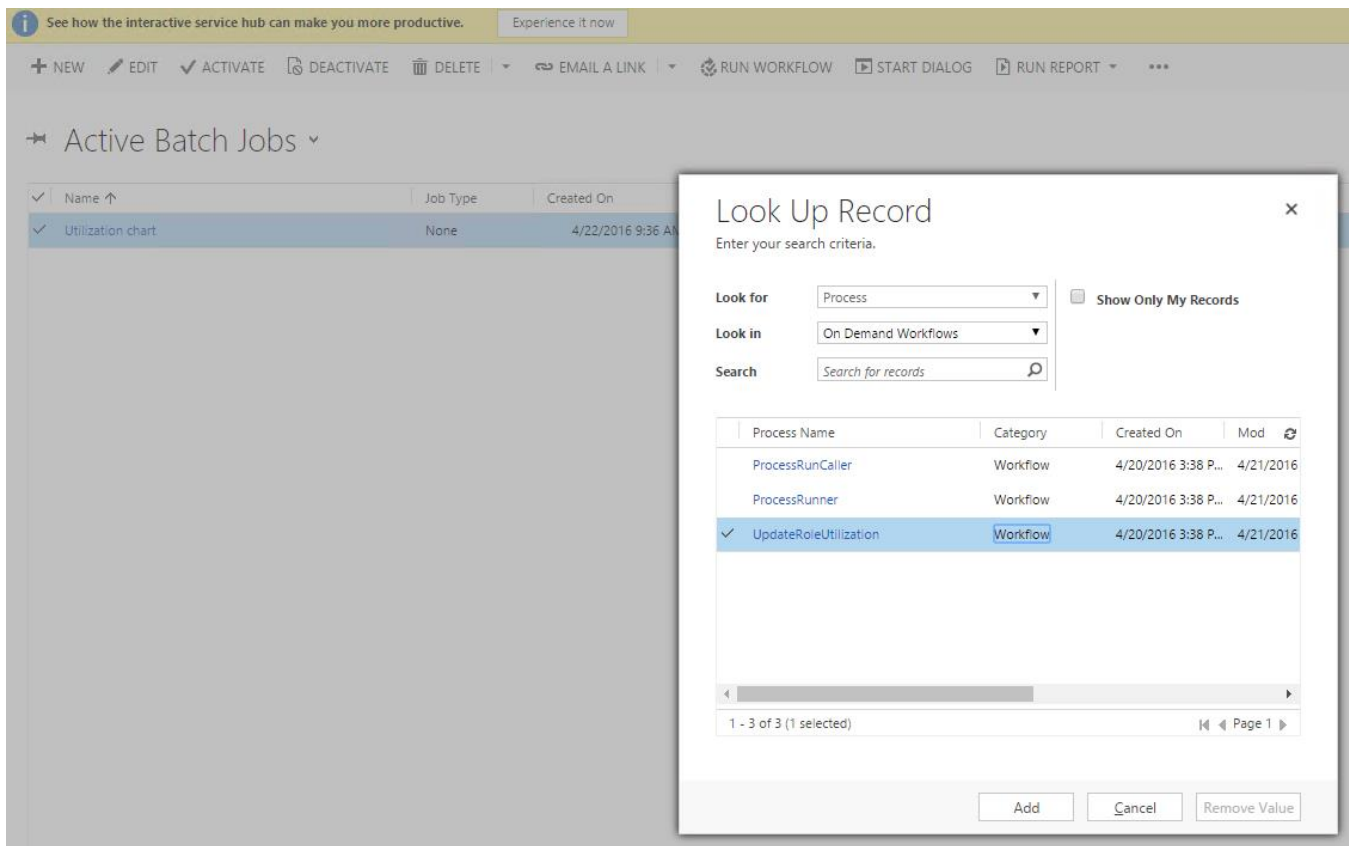 See how the interactive service hub can make you more productive. Experience it now
NEW EDIT ACTIVATE DEACTIVATE DELETE EMAIL A LINK RUN WORKFLOW START DIALOG RUN REPORT
Active Batch Jobs
Name Job Type Created On
Utilization chart None 4/22/2016 9:36 AM
Look Up Record
Enter your search criteria.
Look for Process Show Only My Records
Look in On Demand Workflows
Search Search for records
Process Name Category Created On Mod
ProcessRunCaller Workflow 4/20/2016 3:38 P... 4/21/2016
ProcessRunner Workflow 4/20/2016 3:38 P... 4/21/2016
UpdateRoleUtilization Workflow 4/20/2016 3:38 P... 4/21/2016
1 - 3 of 3 (1 selected) Page 1
Add Cancel Remove Value